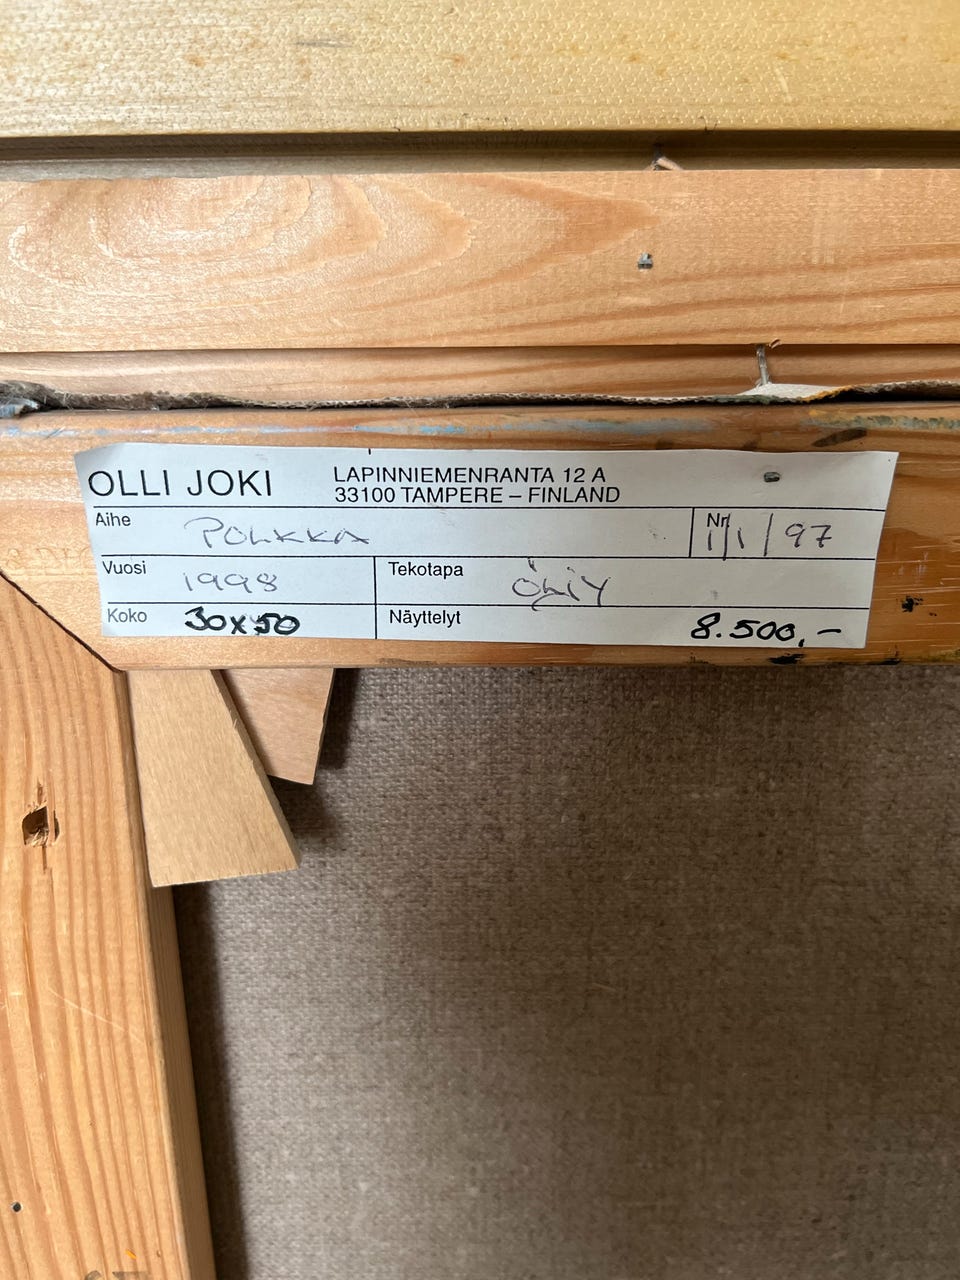 OLLI JOKI
LAPINNIEMENRANTA 12 A
33100 TAMPERE – FINLAND
Aihe POLKKA
Nr 1/1/97
Vuosi 1998
Tekotapa ÖLJY
Koko 30x50
Näyttelyt 8.500,-